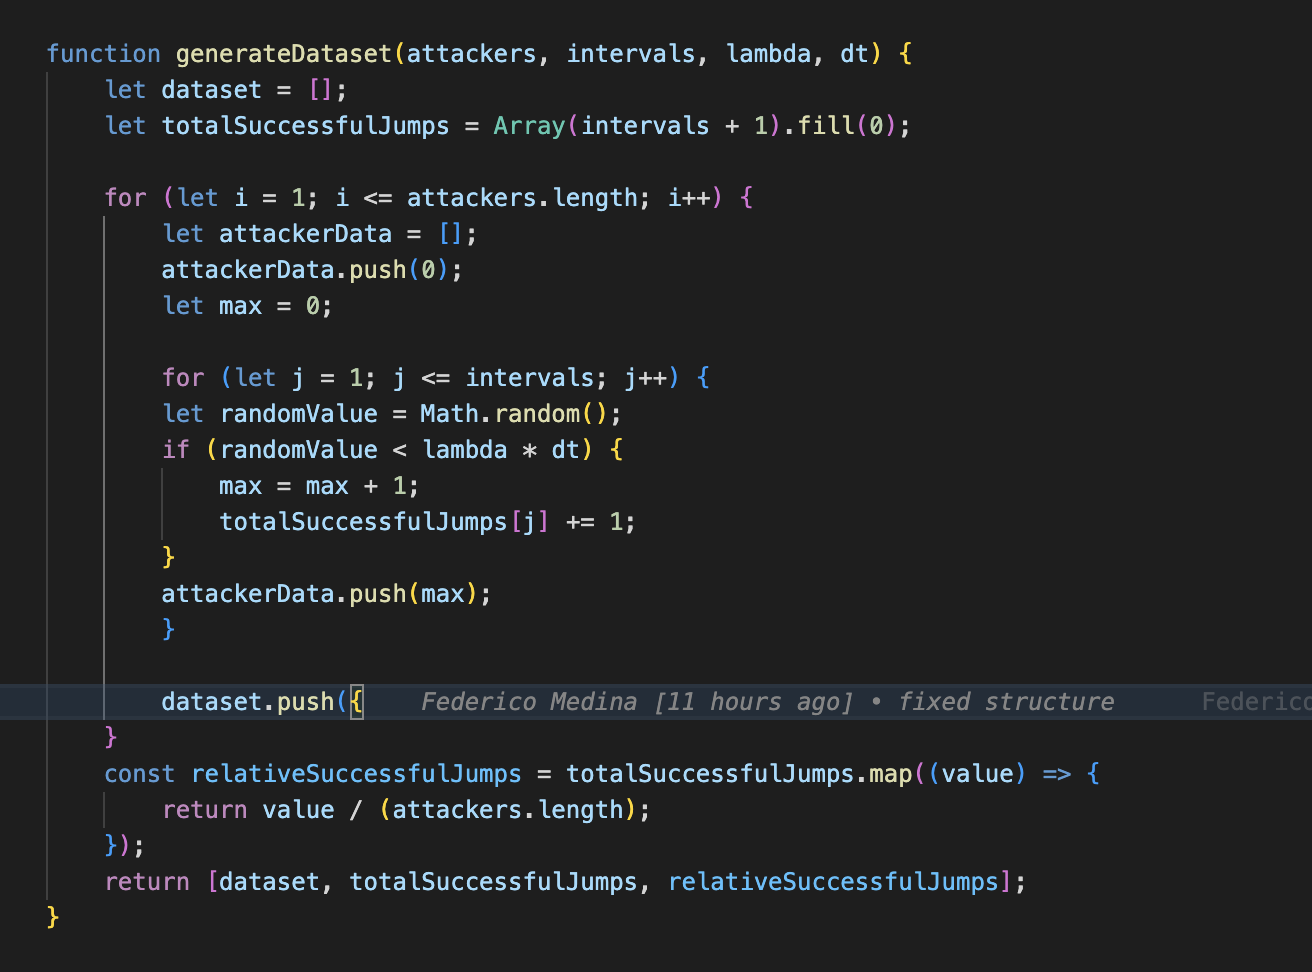 function generateDataset(attackers, intervals, lambda, dt) {
let dataset = [];
let totalSuccessfulJumps = Array(intervals + 1).fill(0);
for (let i = 1; i <= attackers.length; i++) {
let attackerData = [];
attackerData.push(0);
let max = 0;
for (let j = 1; j <= intervals; j++) {
let randomValue = Math.random();
if (randomValue < lambda * dt) {
max = max + 1;
totalSuccessfulJumps[j] += 1;
}
attackerData.push(max);
}
dataset.push({ Federico Medina [11 hours ago] • fixed structure Federico
}
const relativeSuccessfulJumps = totalSuccessfulJumps.map((value) => {
return value / (attackers.length);
});
return [dataset, totalSuccessfulJumps, relativeSuccessfulJumps];
}